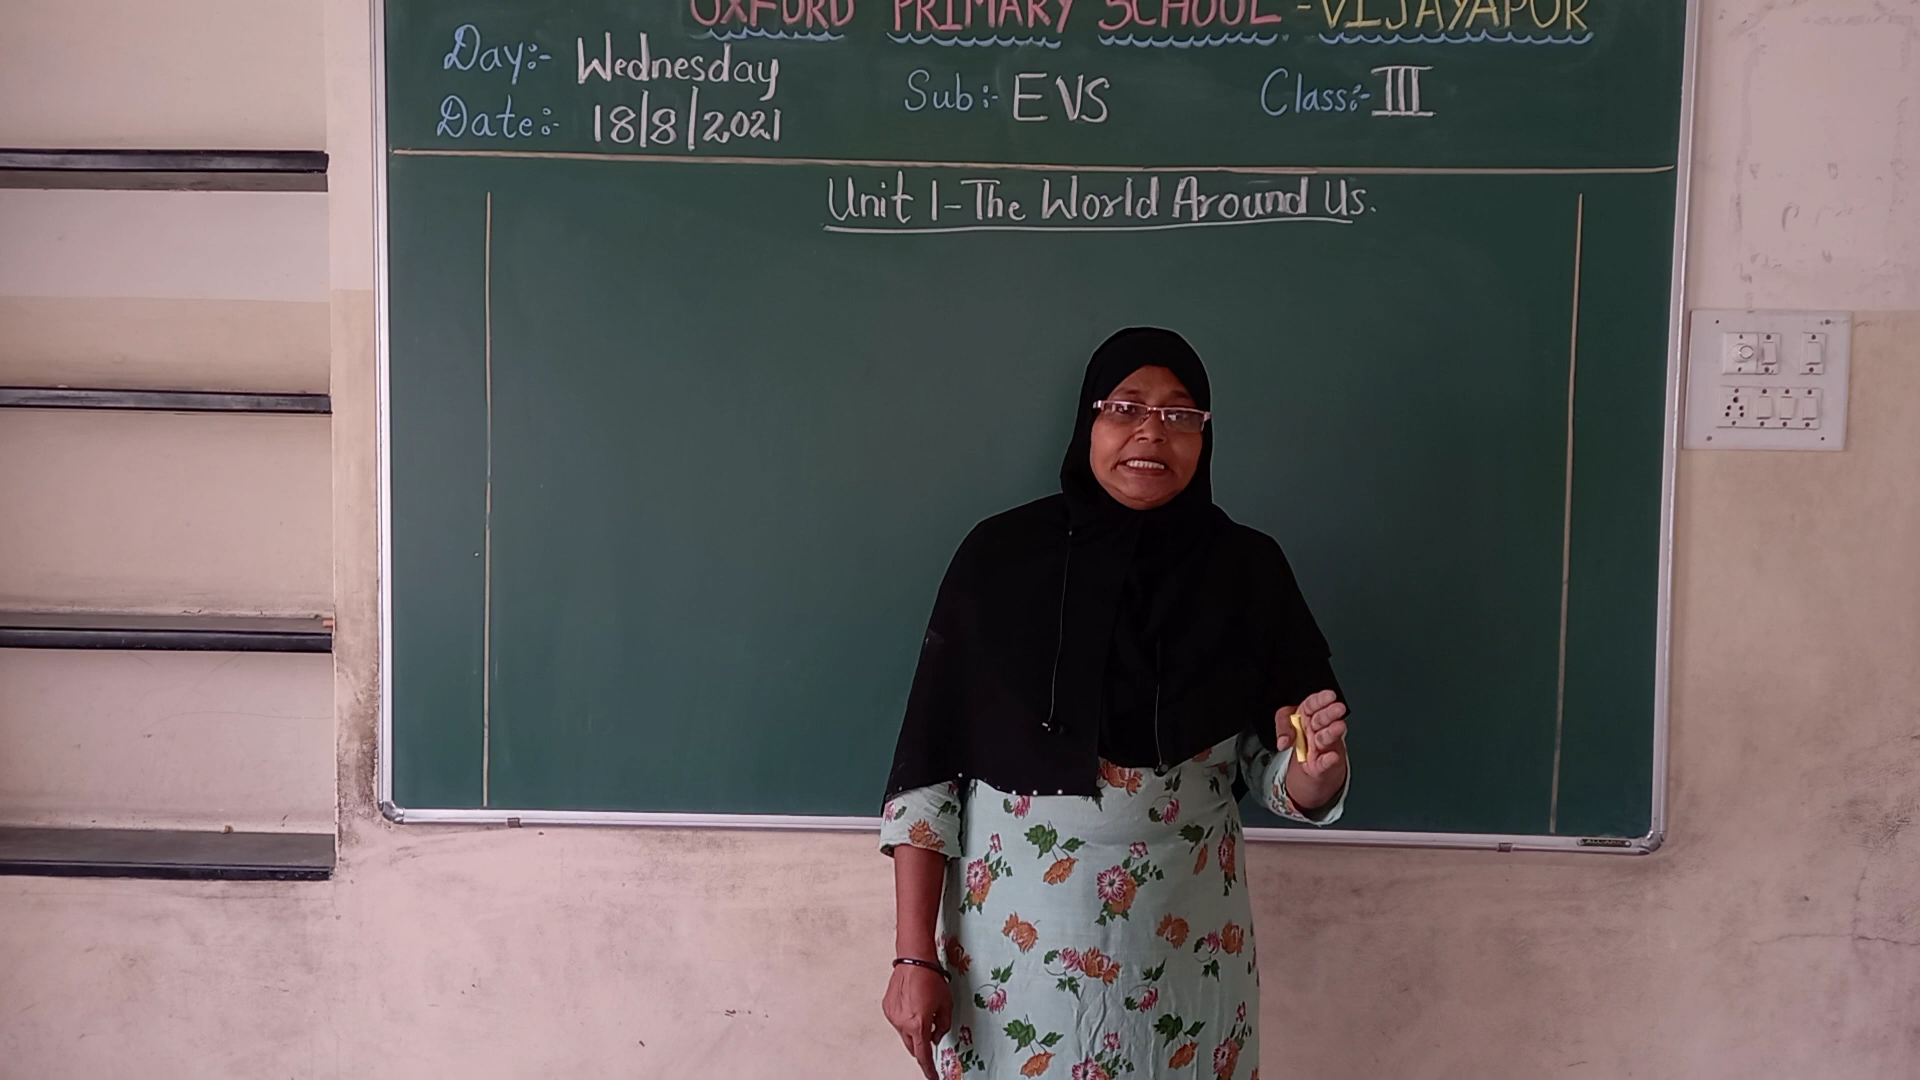 OXFORD PRIMARY SCHOOL - VIJAYAPUR
Day:- Wednesday
Date:- 18/8/2021
Sub:- EVS
Class:- III
Unit 1-The World Around Us.